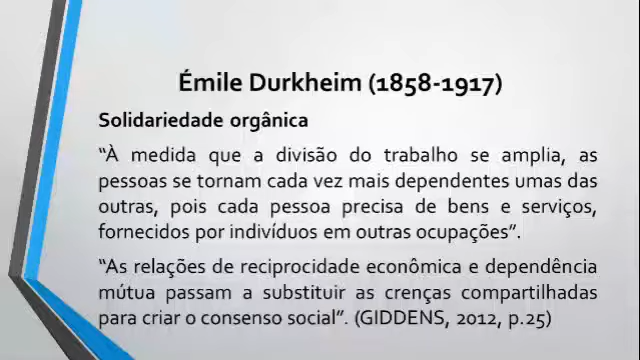 Émile Durkheim (1858-1917)
Solidariedade orgânica
“À medida que a divisão do trabalho se amplia, as
pessoas se tornam cada vez mais dependentes umas das
outras, pois cada pessoa precisa de bens e serviços,
fornecidos por indivíduos em outras ocupações”.
“As relações de reciprocidade econômica e dependência
mútua passam a substituir as crenças compartilhadas
para criar o consenso social”. (GIDDENS, 2012, p.25)